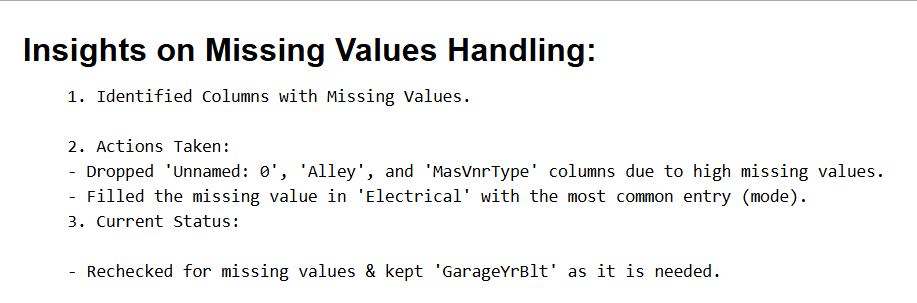 Insights on Missing Values Handling:
1. Identified Columns with Missing Values.
2. Actions Taken:
- Dropped 'Unnamed: 0', 'Alley', and 'MasVnrType' columns due to high missing values.
- Filled the missing value in 'Electrical' with the most common entry (mode).
3. Current Status:
- Rechecked for missing values & kept 'GarageYrBlt' as it is needed.